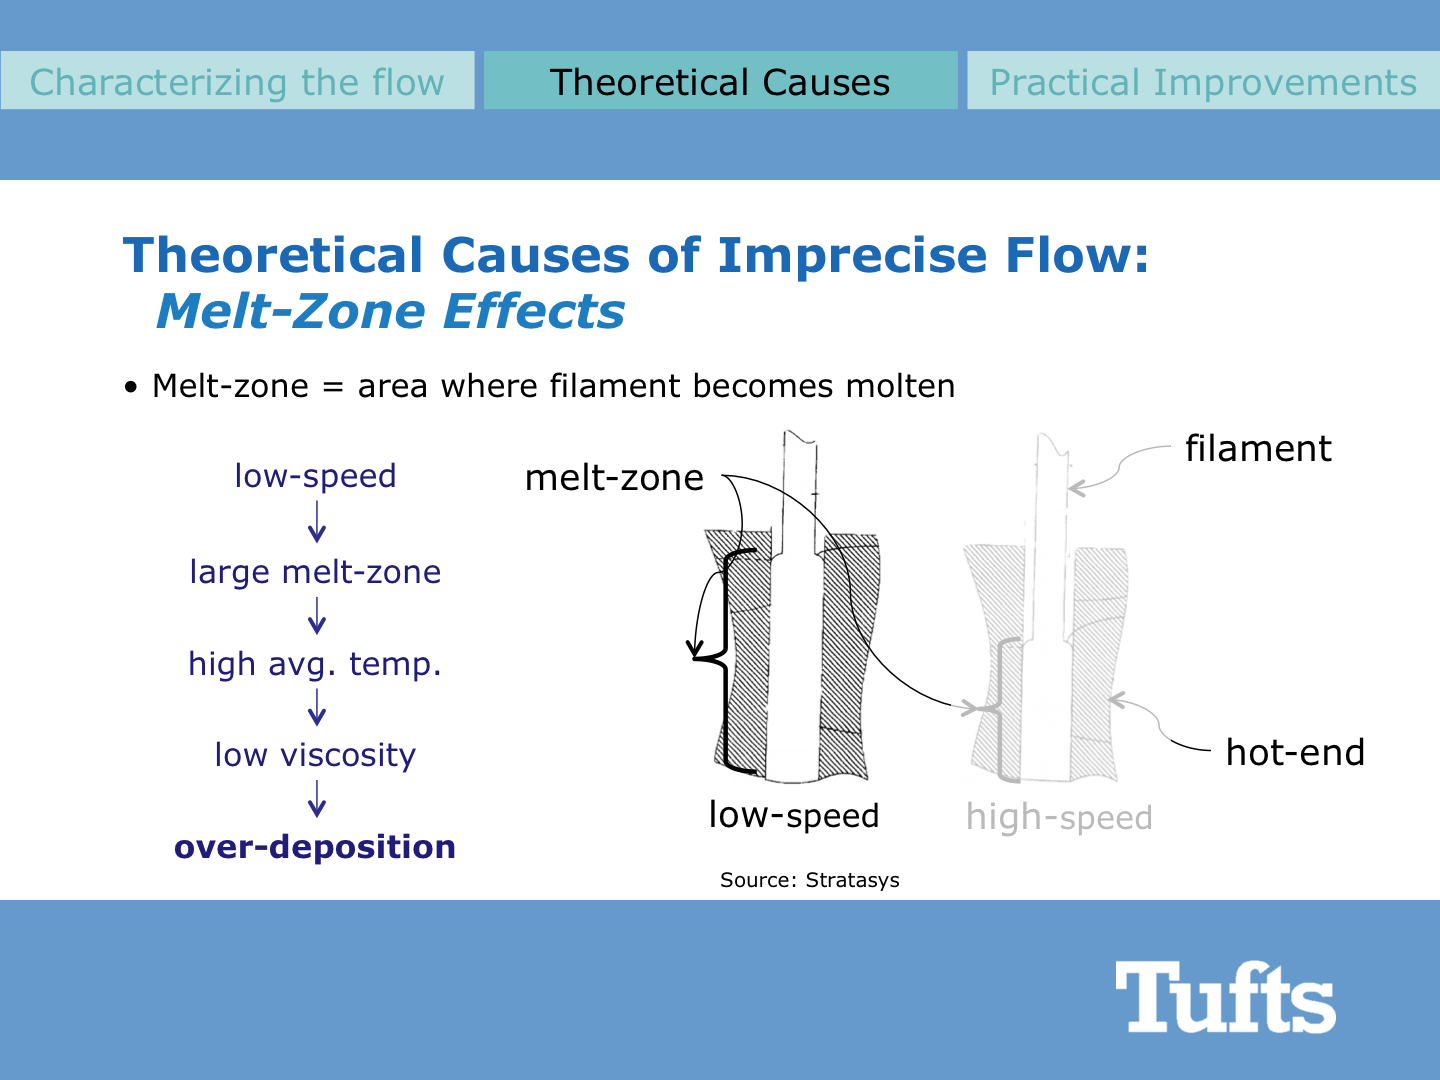 Characterizing the flow
Theoretical Causes
Practical Improvements
Theoretical Causes of Imprecise Flow:
Melt-Zone Effects
• Melt-zone = area where filament becomes molten
low-speed
large melt-zone
high avg. temp.
low viscosity
over-deposition
melt-zone
filament
hot-end
low-speed
high-speed
Source: Stratasys
Tufts